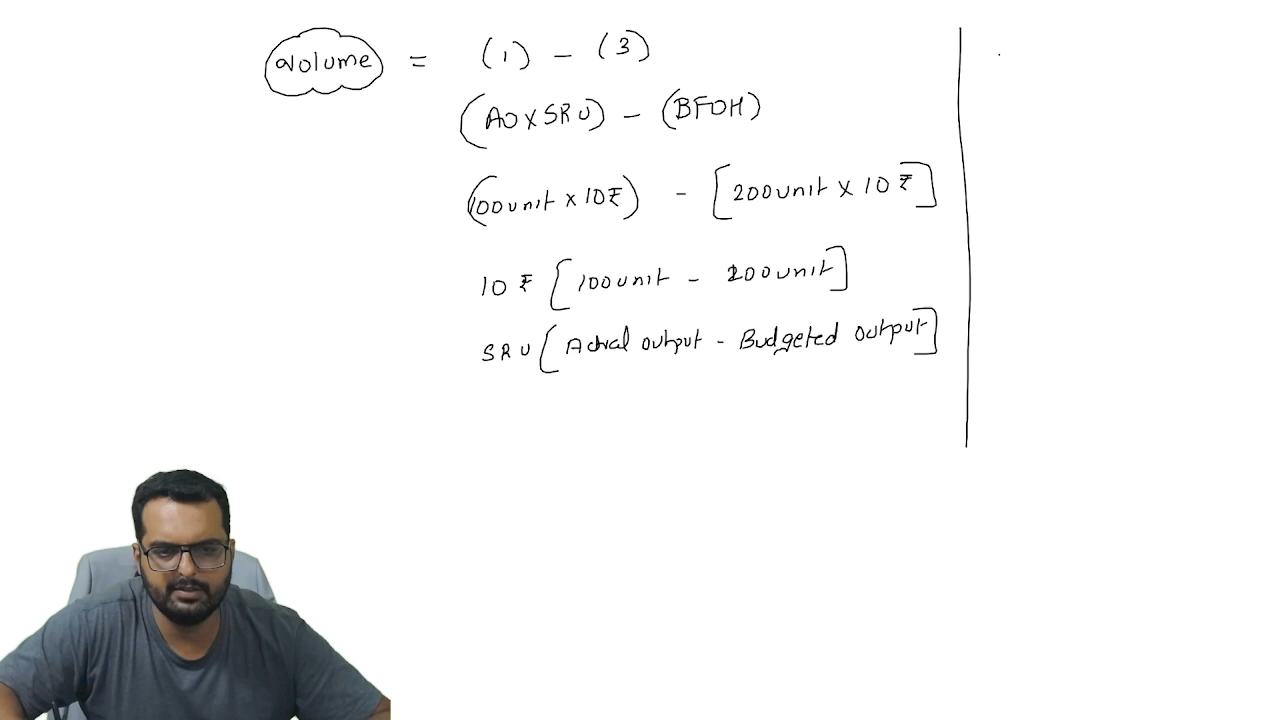 Volume = (1) - (3)
(AO x SRU) - (BFOH)
(100 unit x 10 ₹) - [200 unit x 10 ₹]
10 ₹ [100 unit - 200 unit]
SRU [Actual output - Budgeted output]